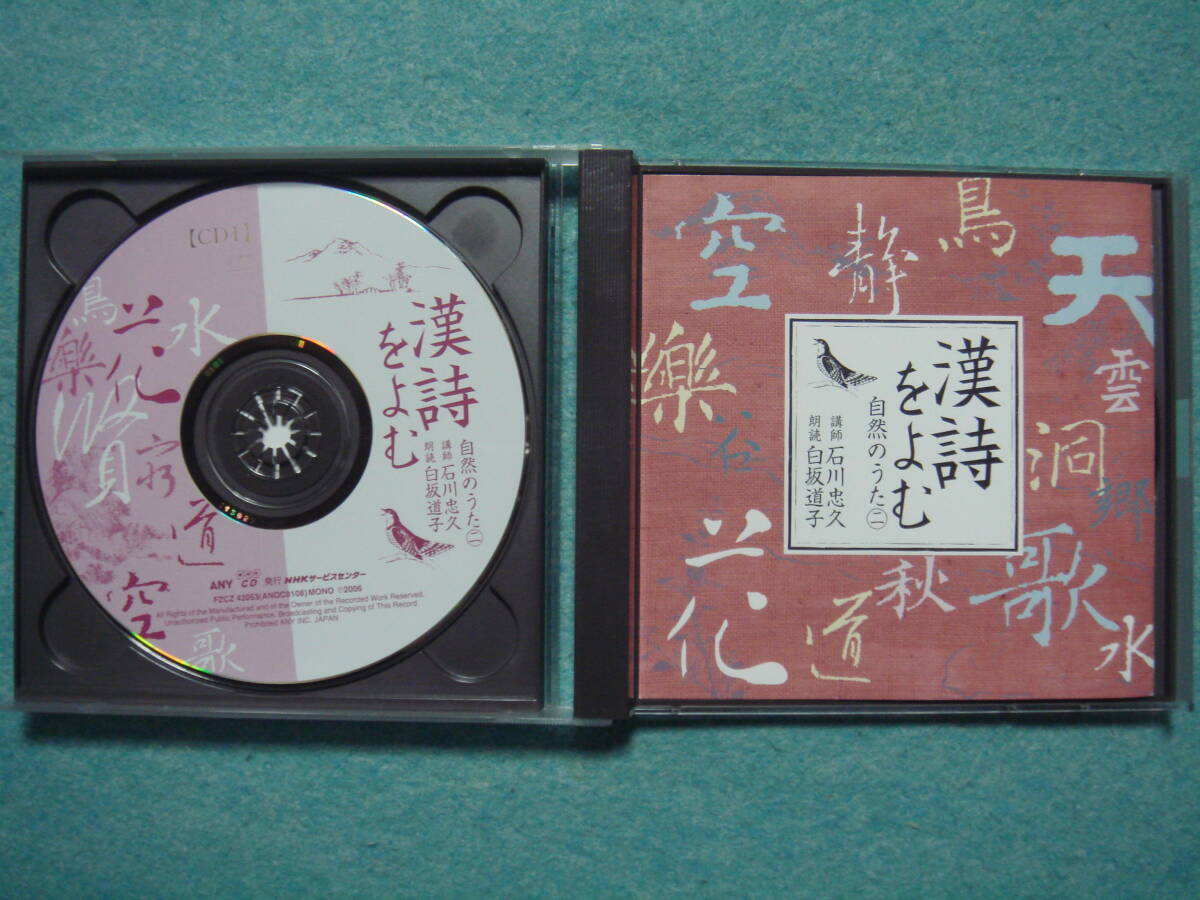 【CD1】
漢詩
をよむ
自然のうた㊁
講師 石川忠久
朗読 白坂道子
鳥
樂
花
水
賢
窮
道
空
歌
ANY CD 発行 NHKサービスセンター
FZCZ 42053(ANOC6106) MONO ℗2006
All Rights of the Manufactured and of the Owner of the Recorded Work Reserved.
Unauthorized Public Performance, Broadcasting and Copying of This Record
Prohibited ANY INC. JAPAN
空
静
鳥
天
樂
谷
雲
洞
郷
花
道
秋
歌
水
漢詩
をよむ
自然のうた㊁
講師 石川忠久
朗読 白坂道子